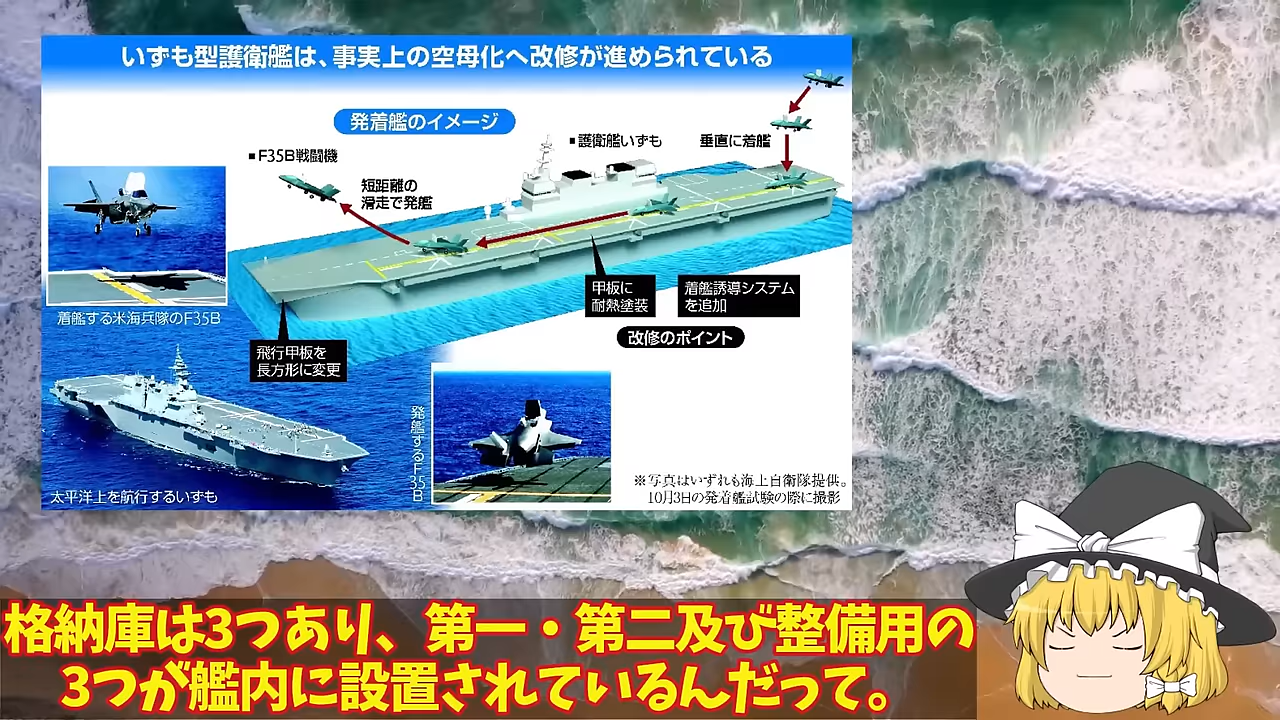 いずも型護衛艦は、事実上の空母化へ改修が進められている
発着艦のイメージ
■F35B戦闘機
短距離の
滑走で発艦
■護衛艦いずも
垂直に着艦
着艦する米海兵隊のF35B
甲板に
耐熱塗装
着艦誘導システム
を追加
改修のポイント
飛行甲板を
長方形に変更
太平洋上を航行するいずも
発艦するF35B
※写真はいずれも海上自衛隊提供。
10月3日の発着艦試験の際に撮影
格納庫は3つあり、第一・第二及び整備用の
3つが艦内に設置されているんだって。